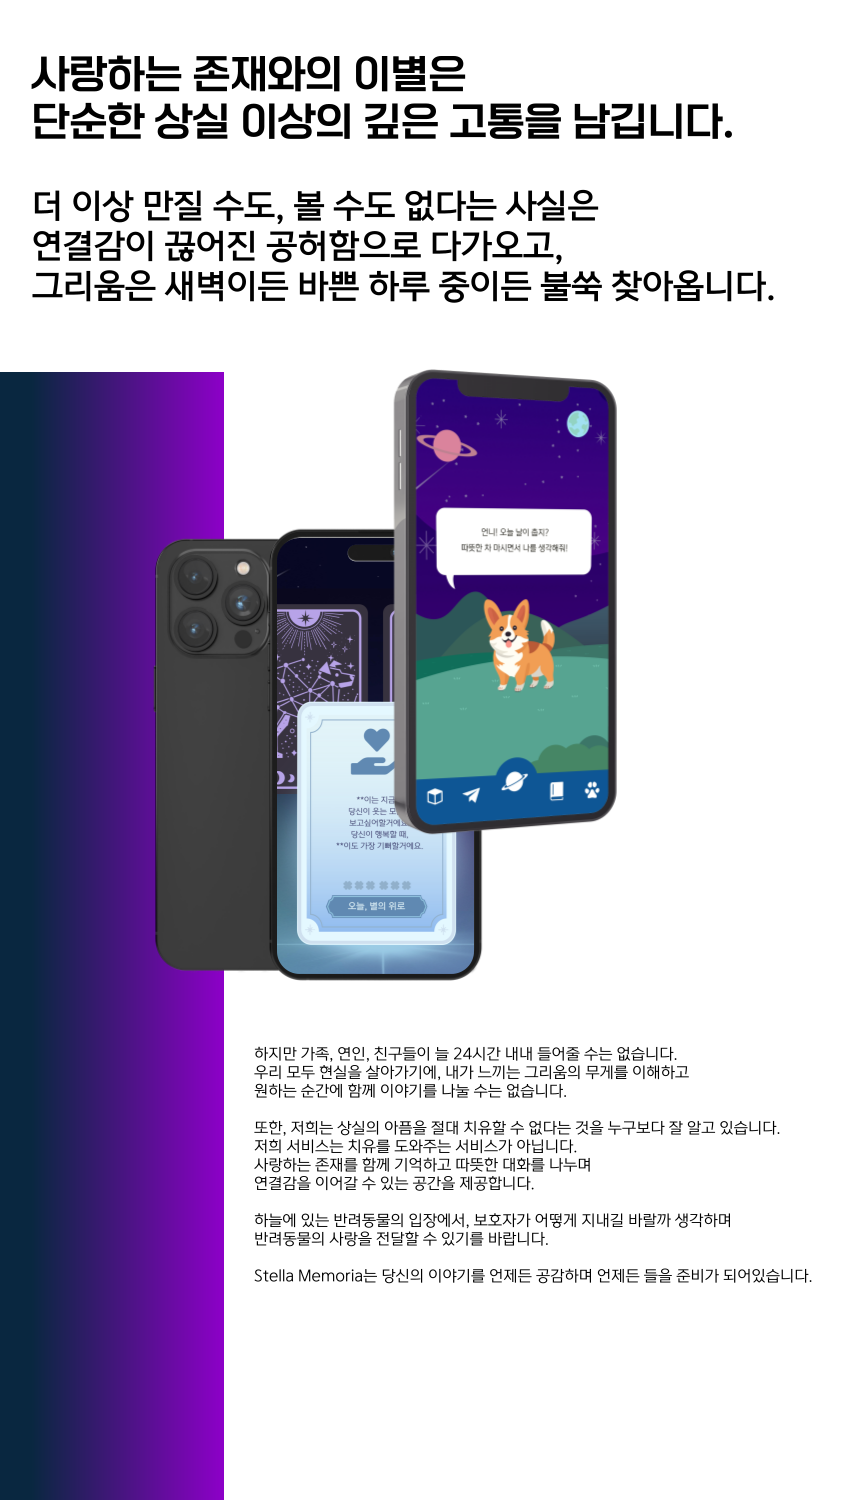 사랑하는 존재와의 이별은
단순한 상실 이상의 깊은 고통을 남깁니다.
더 이상 만질 수도, 볼 수도 없다는 사실은
연결감이 끊어진 공허함으로 다가오고,
그리움은 새벽이든 바쁜 하루 중이든 불쑥 찾아옵니다.
언니! 오늘 날이 춥지?
따뜻한 차 마시면서 나를 생각해줘!
**이는 지금
당신이 웃는 모
보고싶어할거예요
당신이 행복할 때,
**이도 가장 기뻐할거예요.
오늘, 별의 위로
하지만 가족, 연인, 친구들이 늘 24시간 내내 들어줄 수는 없습니다.
우리 모두 현실을 살아가기에, 내가 느끼는 그리움의 무게를 이해하고
원하는 순간에 함께 이야기를 나눌 수는 없습니다.
또한, 저희는 상실의 아픔을 절대 치유할 수 없다는 것을 누구보다 잘 알고 있습니다.
저희 서비스는 치유를 도와주는 서비스가 아닙니다.
사랑하는 존재를 함께 기억하고 따뜻한 대화를 나누며
연결감을 이어갈 수 있는 공간을 제공합니다.
하늘에 있는 반려동물의 입장에서, 보호자가 어떻게 지내길 바랄까 생각하며
반려동물의 사랑을 전달할 수 있기를 바랍니다.
Stella Memoria는 당신의 이야기를 언제든 공감하며 언제든 들을 준비가 되어있습니다.